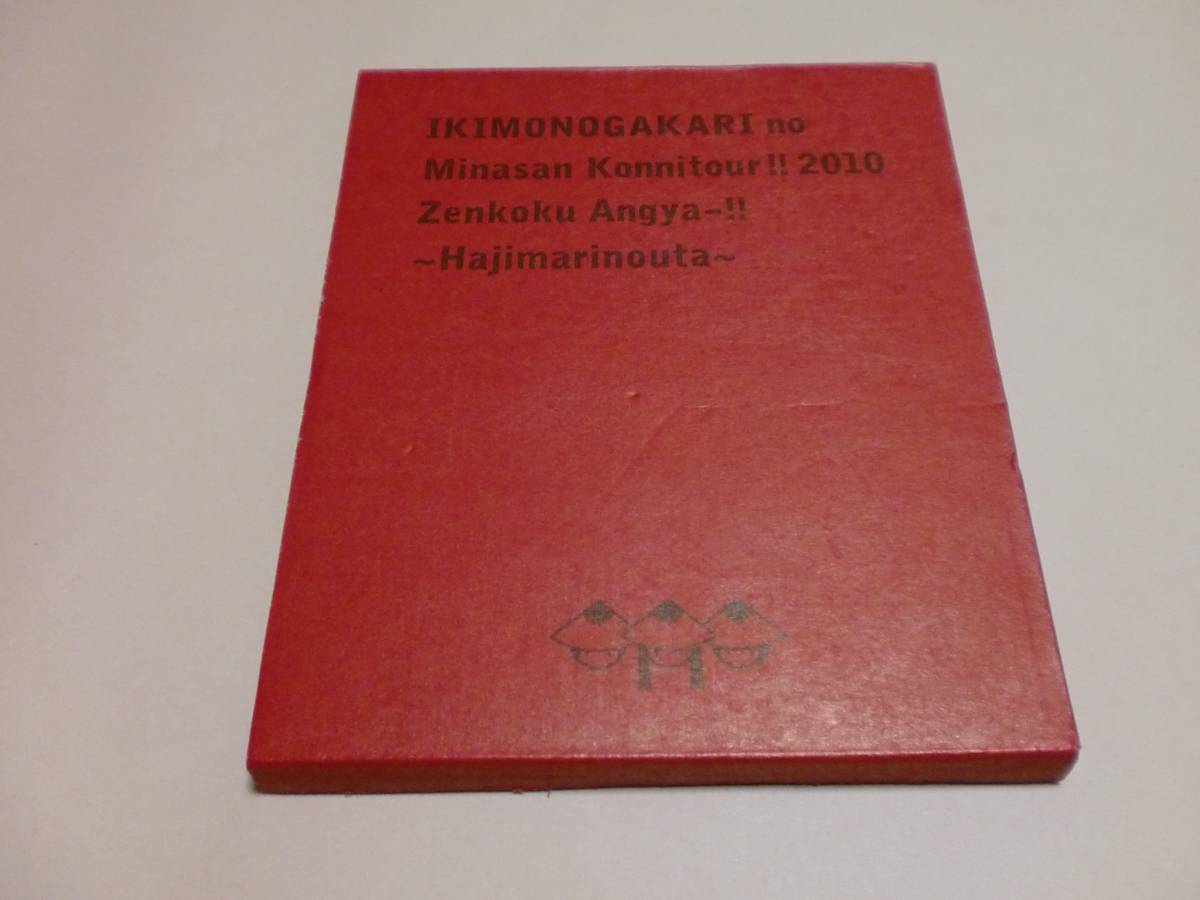 IKIMONOGAKARI no
Minasan Konnitour!! 2010
Zenkoku Angya-!!
~Hajimarinouta~